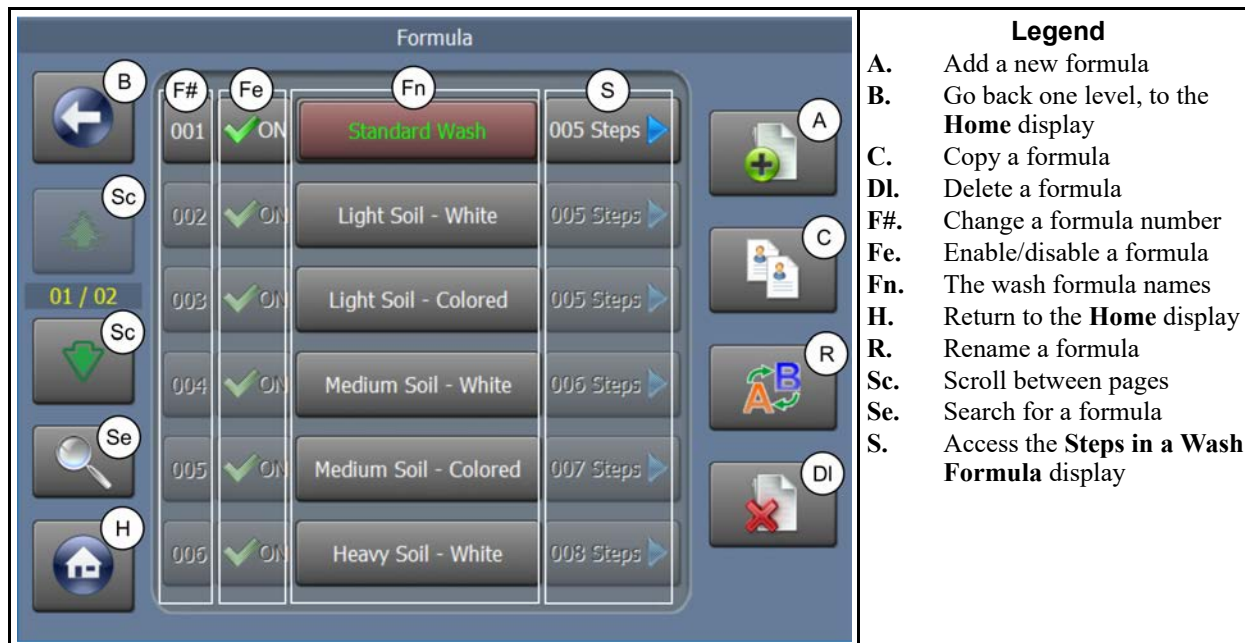 Formula
B
F#
Fe
Fn
S
A
001
ON
Standard Wash
005 Steps
Sc
002
ON
Light Soil - White
005 Steps
C
01 / 02
003
ON
Light Soil - Colored
005 Steps
Sc
004
ON
Medium Soil - White
006 Steps
R
A B
Se
005
ON
Medium Soil - Colored
007 Steps
Dl
H
006
ON
Heavy Soil - White
008 Steps
Legend
A. Add a new formula
B. Go back one level, to the
Home display
C. Copy a formula
Dl. Delete a formula
F#. Change a formula number
Fe. Enable/disable a formula
Fn. The wash formula names
H. Return to the Home display
R. Rename a formula
Sc. Scroll between pages
Se. Search for a formula
S. Access the Steps in a Wash
Formula display